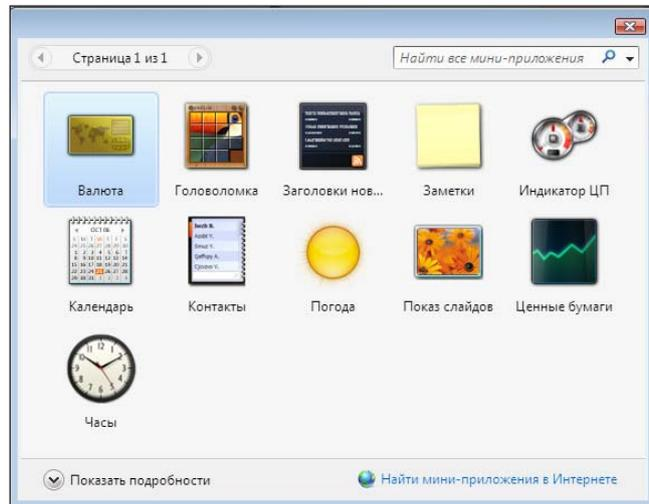 Страница 1 из 1
Найти все мини-приложения
Валюта
Головоломка
Заголовки нов...
Заметки
Индикатор ЦП
Календарь
Контакты
Погода
Показ слайдов
Ценные бумаги
Часы
Показать подробности
Найти мини-приложения в Интернете